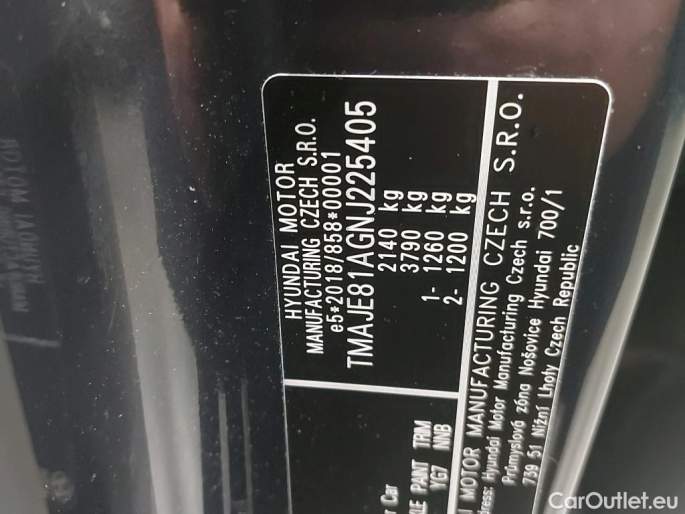 HYUNDAI MOTOR
MANUFACTURING CZECH S.R.O.
e5*2018/858*00001
TMAJE81AGNJ225405
2140 kg
3790 kg
1- 1260 kg
2- 1200 kg
Car
PAINT TRIM
YG7 NNB
MOTOR MANUFACTURING CZECH S.R.O.
Hyundai Motor Manufacturing Czech s.r.o.
Průmyslová zóna Nošovice Hyundai 700/1
739 51 Nižní Lhoty Czech Republic
CarOutlet.eu